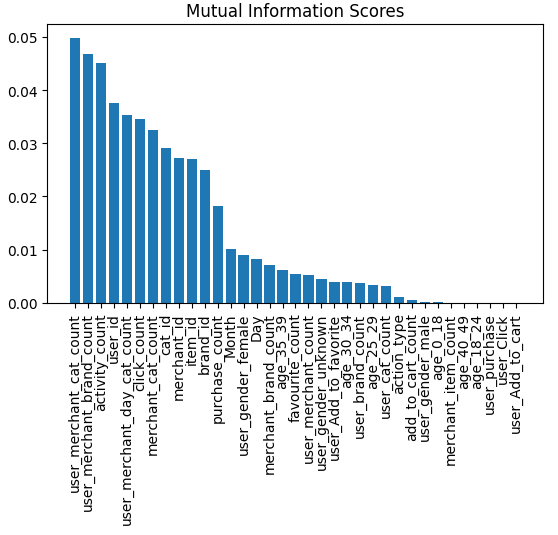 Mutual Information Scores
0.05
0.04
0.03
0.02
0.01
0.00
user_merchant_cat_count
user_merchant_brand_count
activity_count
user_id
user_merchant_day_cat_count
click_count
merchant_cat_count
cat_id
merchant_id
item_id
brand_id
purchase_count
Month
user_gender_female
Day
merchant_brand_count
age_35_39
favourite_count
user_merchant_count
user_gender_unknown
user_Add_to_favorite
age_30_34
user_brand_count
age_25_29
user_cat_count
action_type
add_to_cart_count
user_gender_male
age_0_18
merchant_item_count
age_40_49
age_18_24
user_purchase
user_Click
user_Add_to_cart